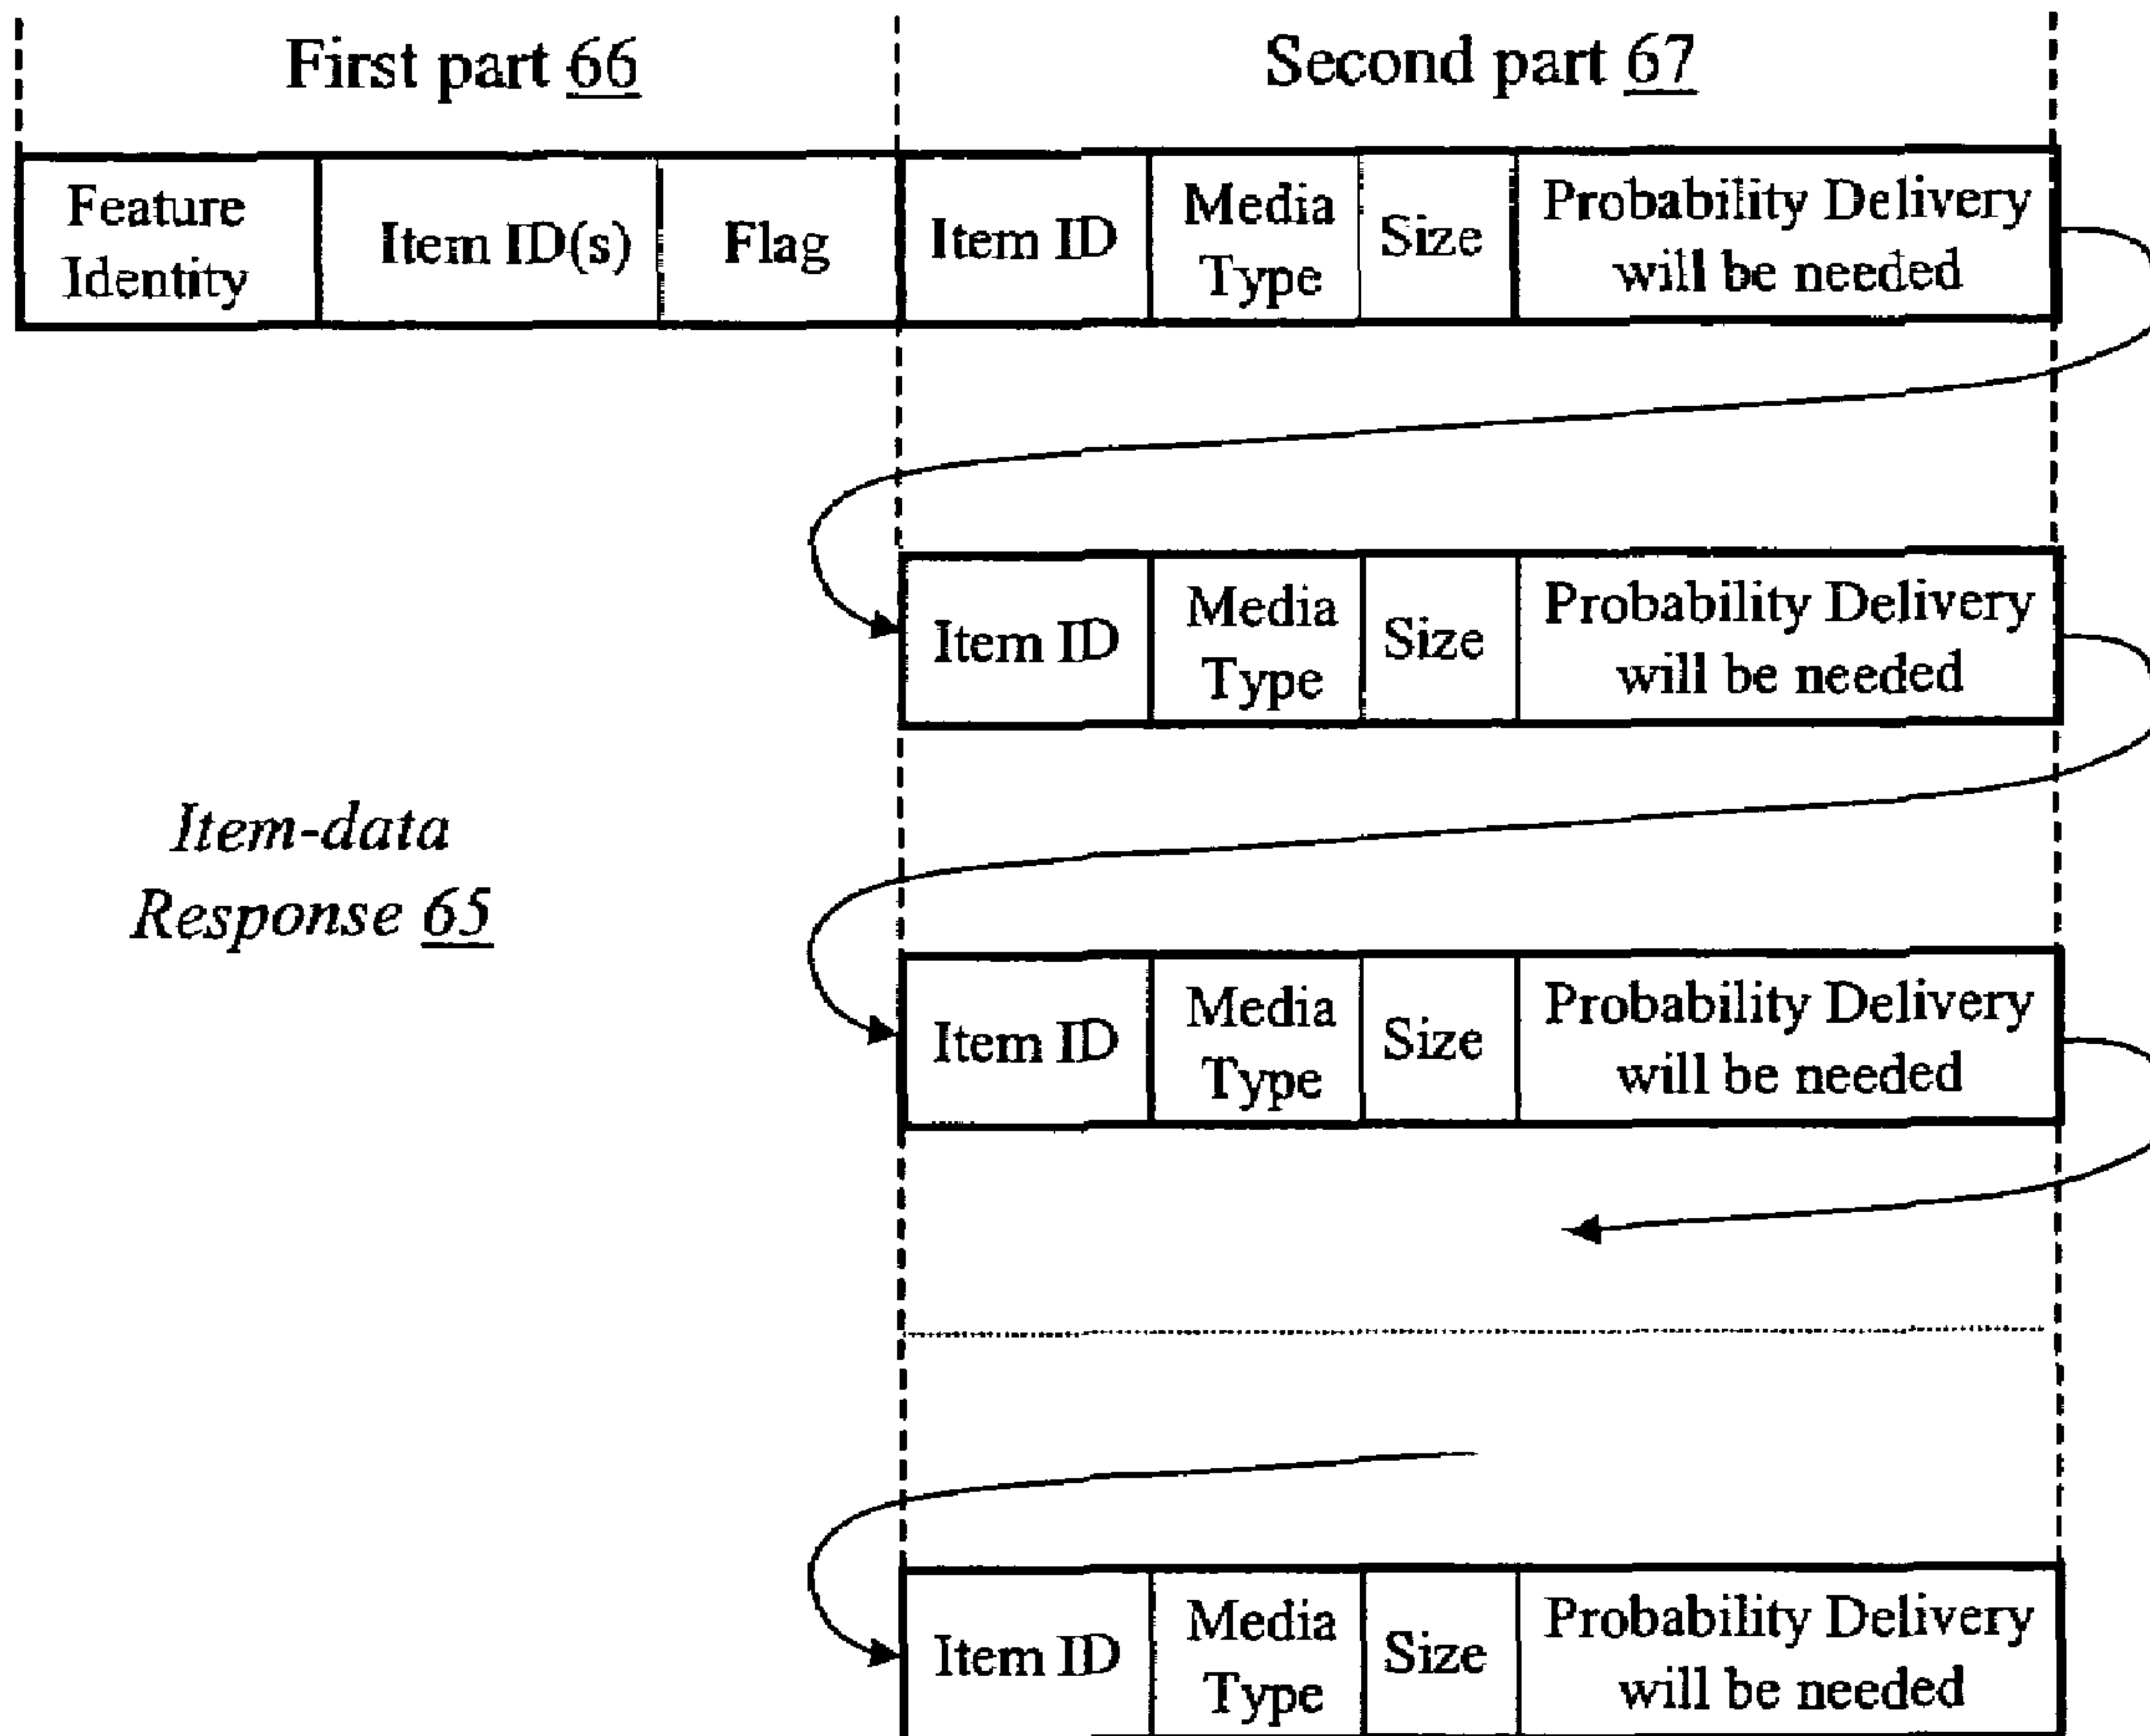 First part 66
Second part 67
Feature
Identity
Item ID(s)
Flag
Item ID
Media
Type
Size
Probability Delivery
will be needed
Item ID
Media
Type
Size
Probability Delivery
will be needed
Item-data
Response 65
Item ID
Media
Type
Size
Probability Delivery
will be needed
Item ID
Media
Type
Size
Probability Delivery
will be needed